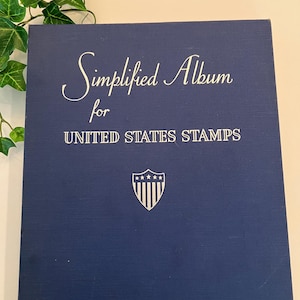 Simplified Album
for
UNITED STATES STAMPS